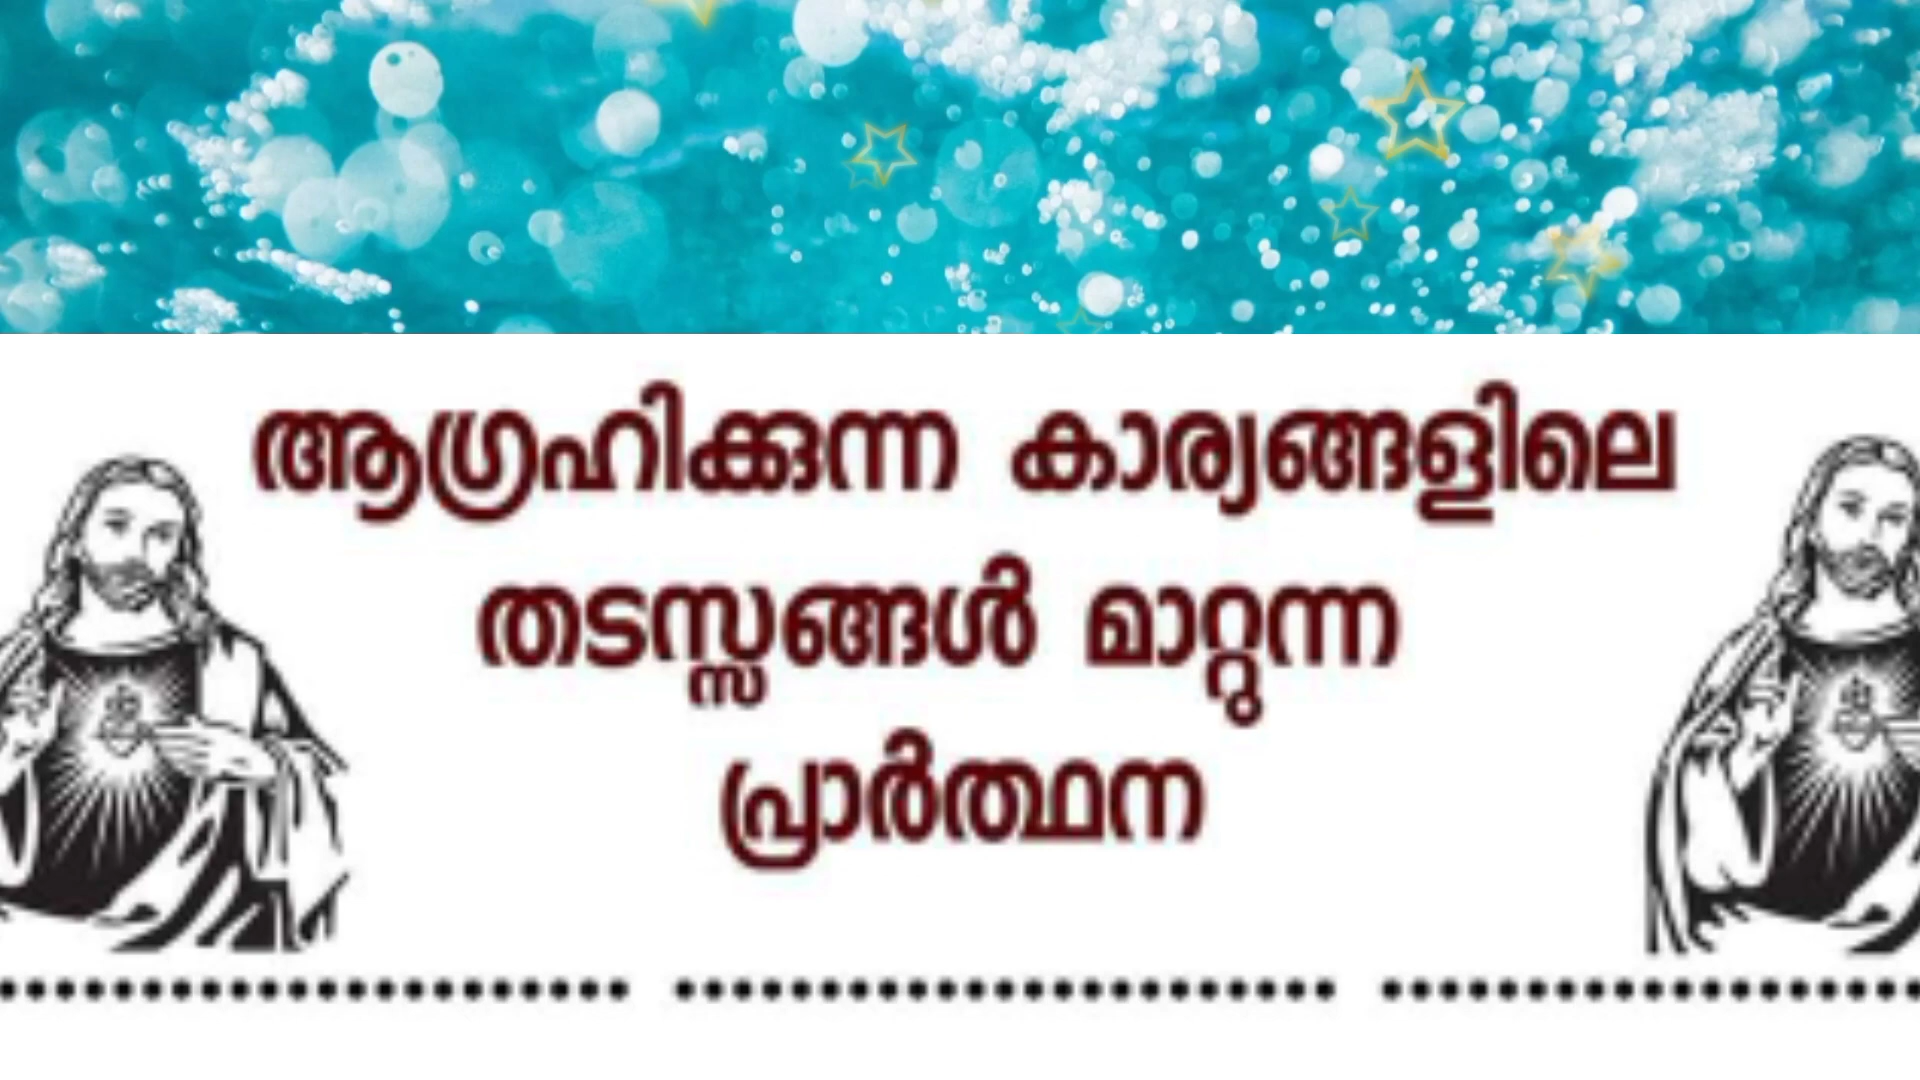 ആഗ്രഹിക്കുന്ന കാര്യങ്ങളിലെ
തടസ്സങ്ങൾ മാറ്റുന്ന
പ്രാർത്ഥന